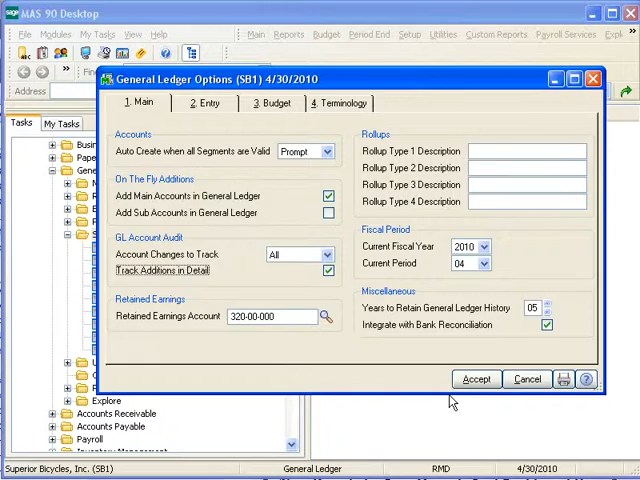 sage MAS 90 Desktop
File Modules My Tasks View Tools Help Main Reports Budget Period End Setup Utilities Custom Reports Payroll Services Expl
Fin
Address
Tasks My Tasks
Busin
Pape
Gene
Accounts Receivable
Accounts Payable
Payroll
Explore
General Ledger Options (SB1) 4/30/2010
1. Main 2. Entry 3. Budget 4. Terminology
Accounts
Auto Create when all Segments are Valid Prompt
On The Fly Additions
Add Main Accounts in General Ledger
Add Sub Accounts in General Ledger
GL Account Audit
Account Changes to Track All
Track Additions in Detail
Retained Earnings
Retained Earnings Account 320-00-000
Rollups
Rollup Type 1 Description
Rollup Type 2 Description
Rollup Type 3 Description
Rollup Type 4 Description
Fiscal Period
Current Fiscal Year 2010
Current Period 04
Miscellaneous
Years to Retain General Ledger History 05
Integrate with Bank Reconciliation
Accept Cancel
Superior Bicycles, Inc. (SB1) General Ledger RMD 4/30/2010